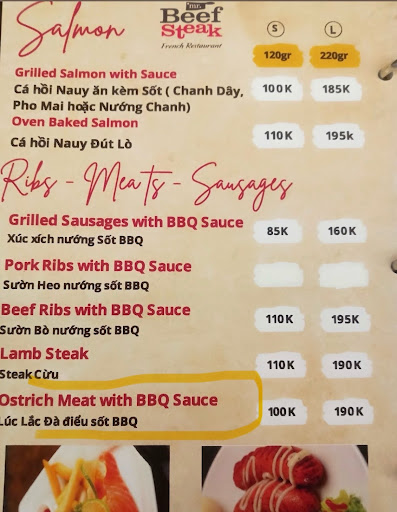 Salmon
Mr.
Beef
Steak
French Restaurant
S L
120gr 220gr
Grilled Salmon with Sauce
Cá hồi Nauy ăn kèm Sốt ( Chanh Dây, 100K 185K
Pho Mai hoặc Nướng Chanh)
Oven Baked Salmon
Cá hồi Nauy Đút Lò 110K 195k
Ribs - Meats - Sausages
Grilled Sausages with BBQ Sauce
Xúc xích nướng Sốt BBQ 85K 160K
Pork Ribs with BBQ Sauce
Sườn Heo nướng sốt BBQ
Beef Ribs with BBQ Sauce
Sườn Bò nướng sốt BBQ 110K 195K
Lamb Steak
Steak Cừu 110K 190K
Ostrich Meat with BBQ Sauce
Lúc Lắc Đà điểu sốt BBQ 100K 190K